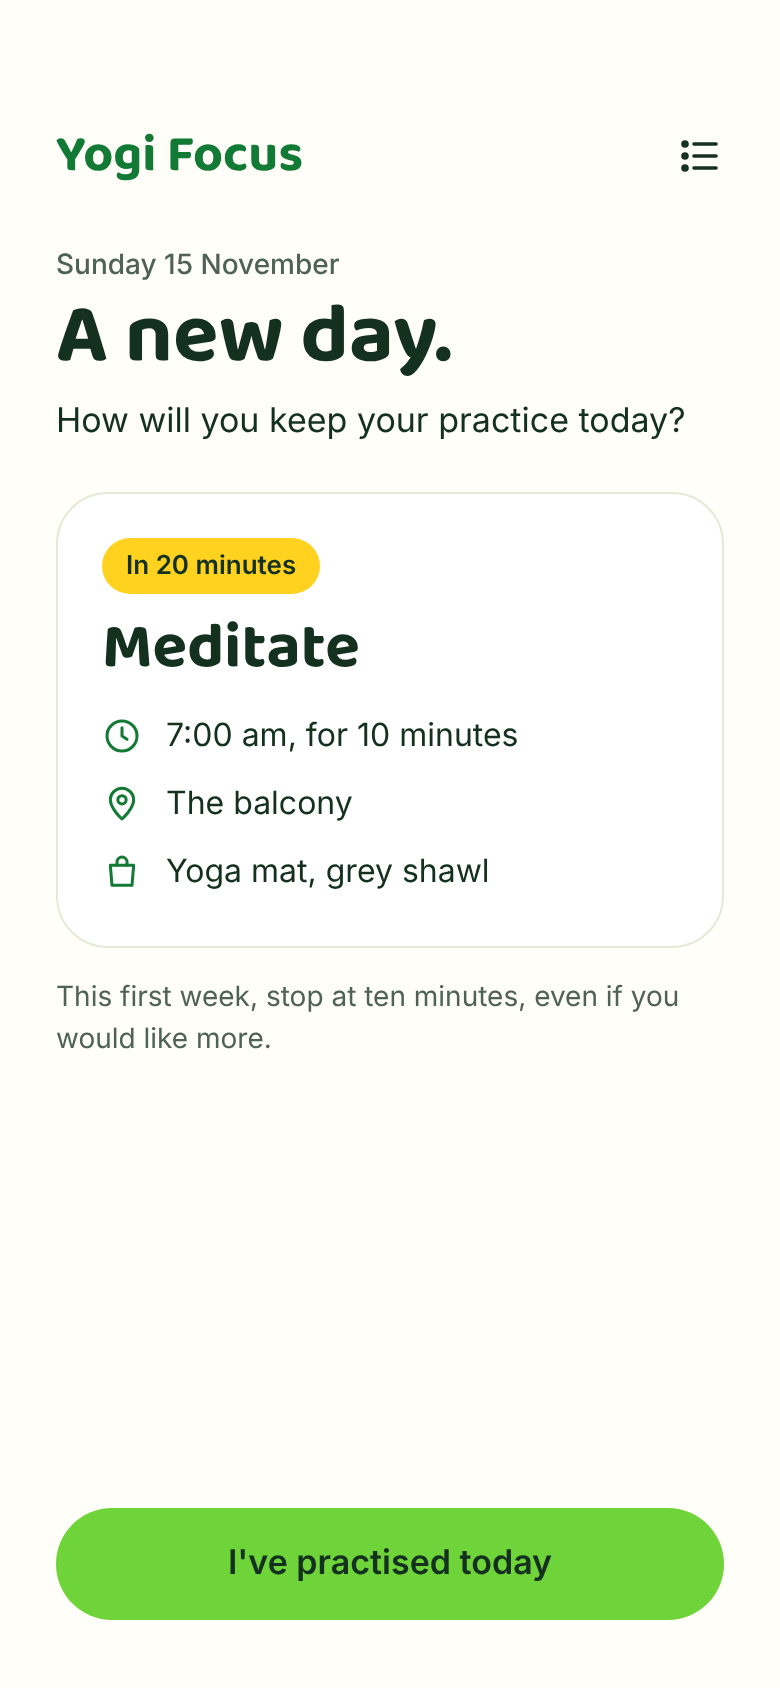 Yogi Focus
Sunday 15 November
A new day.
How will you keep your practice today?
In 20 minutes
Meditate
7:00 am, for 10 minutes
The balcony
Yoga mat, grey shawl
This first week, stop at ten minutes, even if you
would like more.
I've practised today